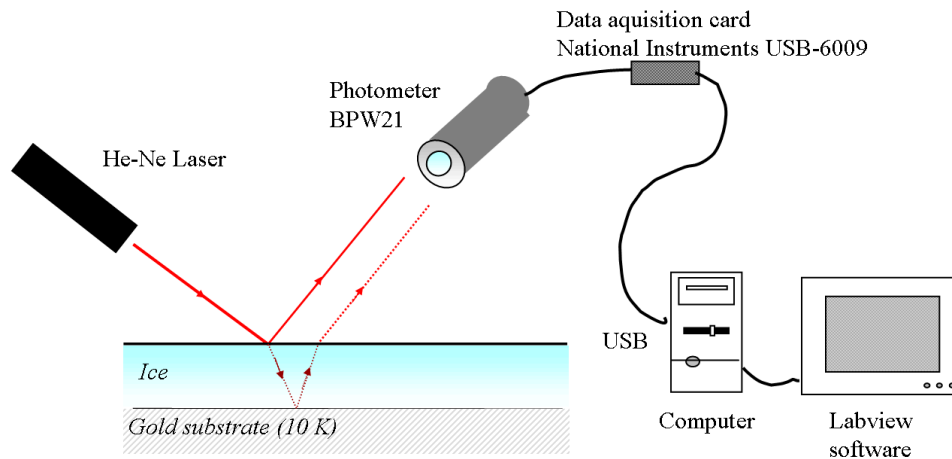 Data aquisition card
National Instruments USB-6009
Photometer
BPW21
He-Ne Laser
USB
Ice
Gold substrate (10 K)
Computer
Labview
software